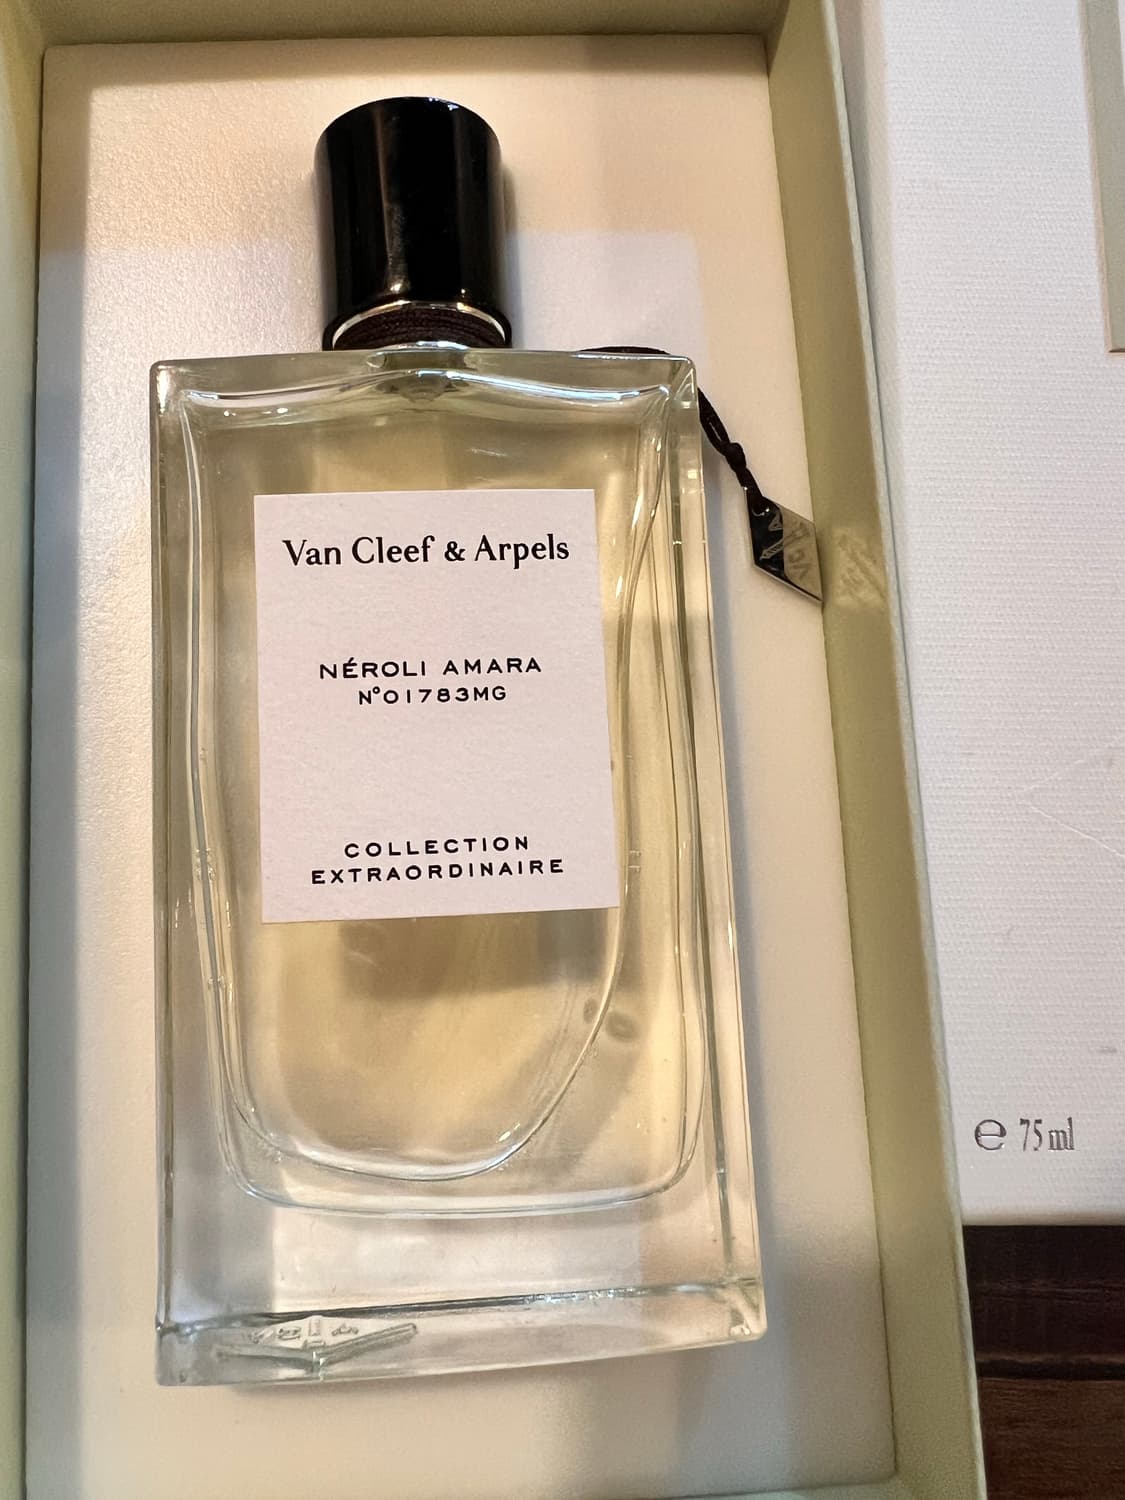 Van Cleef & Arpels
NÉROLI AMARA
N°01783MG
COLLECTION
EXTRAORDINAIRE
℮ 75 ml